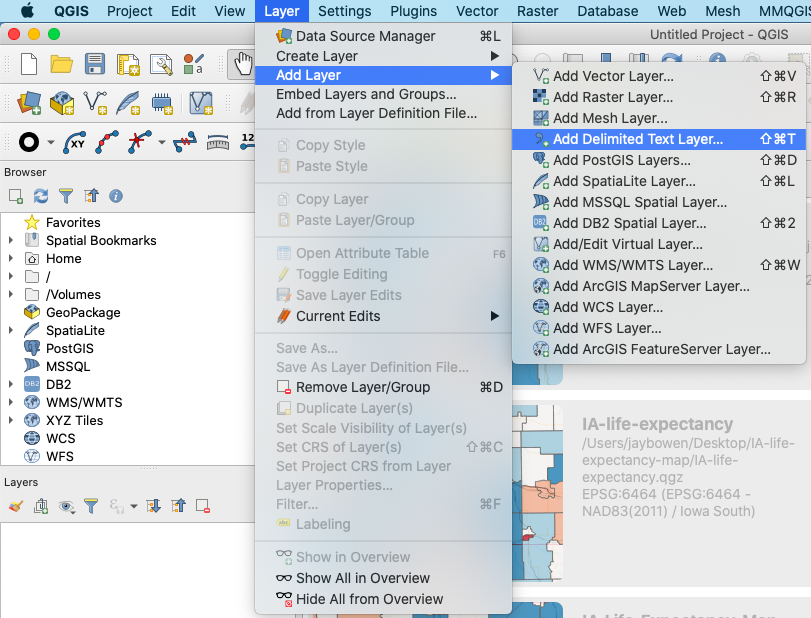 QGIS Project Edit View Layer Settings Plugins Vector Raster Database Web Mesh MMQGIS
Untitled Project - QGIS
Data Source Manager ⌘L
Create Layer
Add Layer
Embed Layers and Groups...
Add from Layer Definition File...
Copy Style
Paste Style
Copy Layer
Paste Layer/Group
Open Attribute Table F6
Toggle Editing
Save Layer Edits
Current Edits
Save As...
Save As Layer Definition File...
Remove Layer/Group ⌘D
Duplicate Layer(s)
Set Scale Visibility of Layer(s)
Set CRS of Layer(s) ⇧⌘C
Set Project CRS from Layer
Layer Properties...
Filter... ⌘F
Labeling
Show in Overview
Show All in Overview
Hide All from Overview
Add Vector Layer... ⇧⌘V
Add Raster Layer... ⇧⌘R
Add Mesh Layer...
Add Delimited Text Layer... ⇧⌘T
Add PostGIS Layers... ⇧⌘D
Add SpatiaLite Layer... ⇧⌘L
Add MSSQL Spatial Layer...
Add DB2 Spatial Layer... ⇧⌘2
Add/Edit Virtual Layer...
Add WMS/WMTS Layer... ⇧⌘W
Add ArcGIS MapServer Layer...
Add WCS Layer...
Add WFS Layer...
Add ArcGIS FeatureServer Layer...
XY
Browser
Favorites
Spatial Bookmarks
Home
/
/Volumes
GeoPackage
SpatiaLite
PostGIS
MSSQL
DB2
WMS/WMTS
XYZ Tiles
WCS
WFS
Layers
IA-life-expectancy
/Users/jaybowen/Desktop/IA-life-
expectancy-map/IA-life-
expectancy.qgz
EPSG:6464 (EPSG:6464 -
NAD83(2011) / Iowa South)